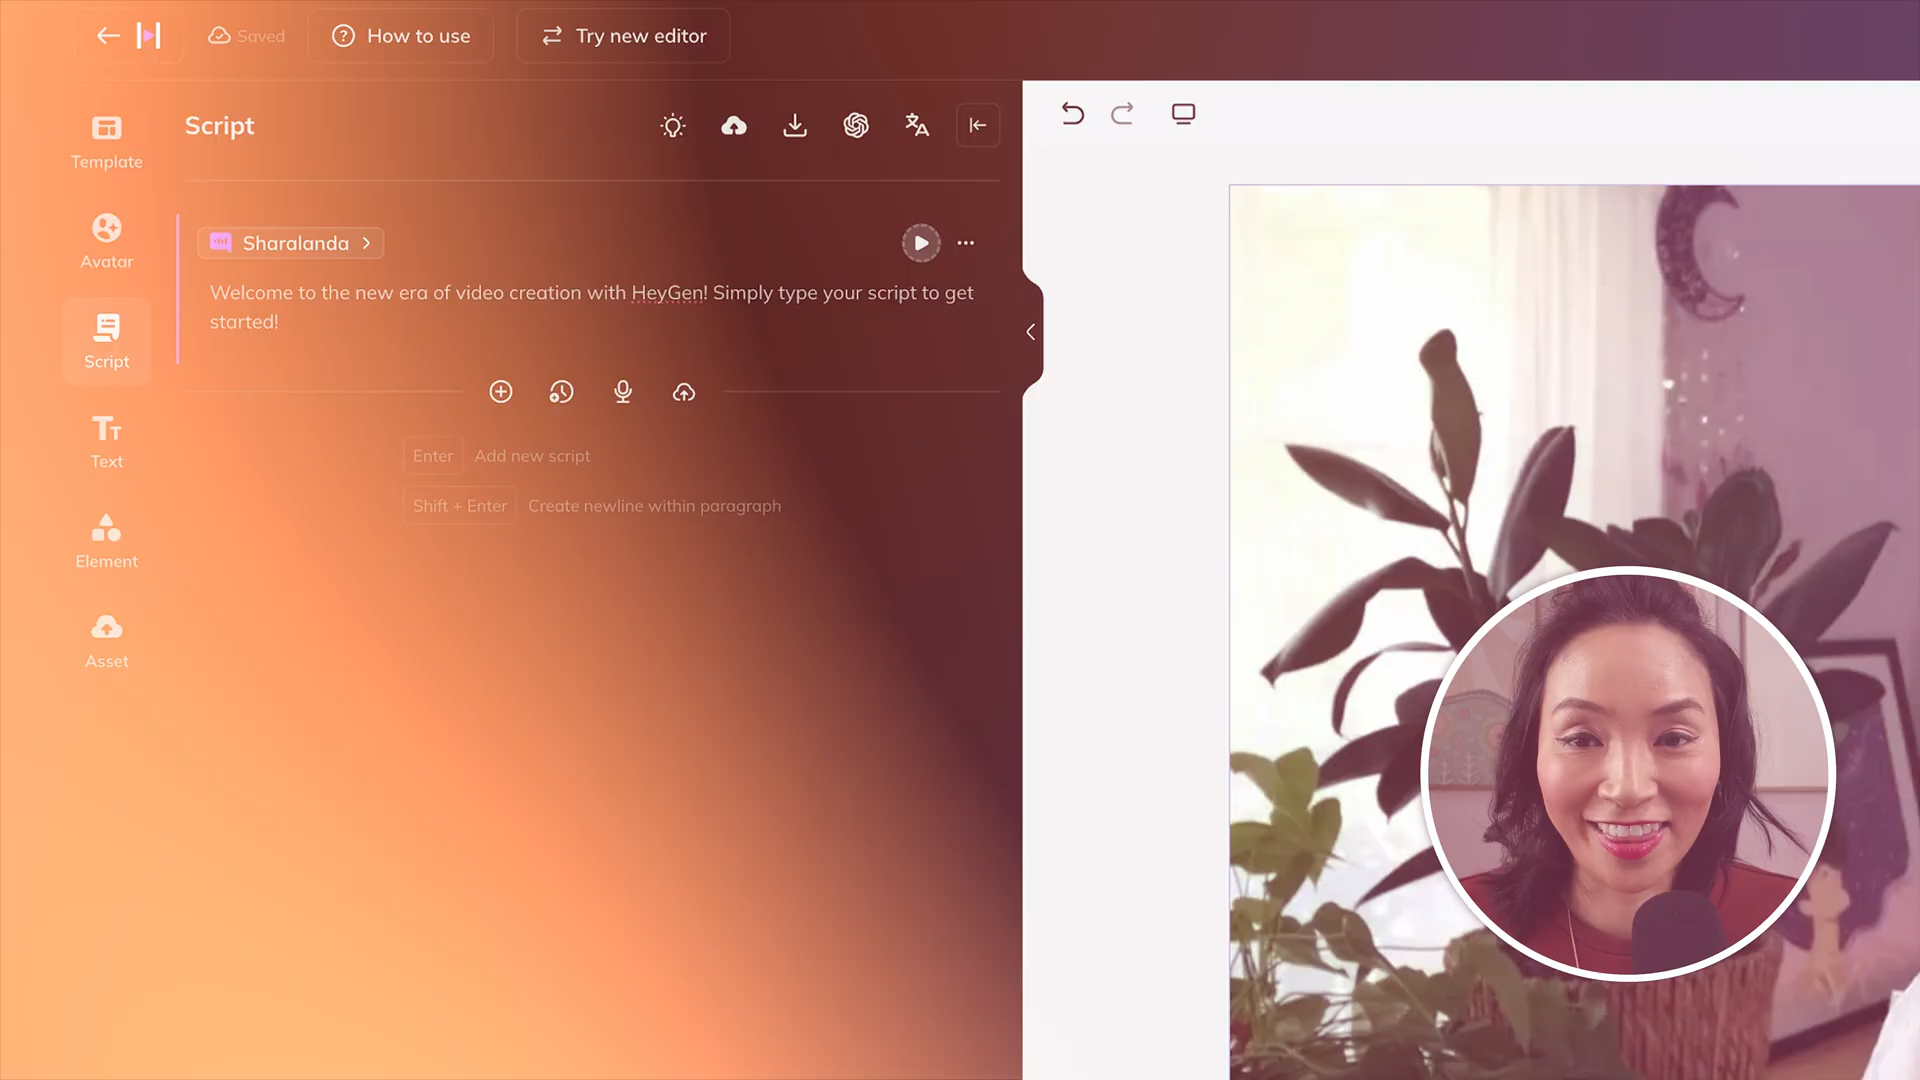 Saved
How to use
Try new editor
Template
Avatar
Script
Text
Element
Asset
Script
Sharalanda
Welcome to the new era of video creation with HeyGen! Simply type your script to get
started!
Enter Add new script
Shift + Enter Create newline within paragraph